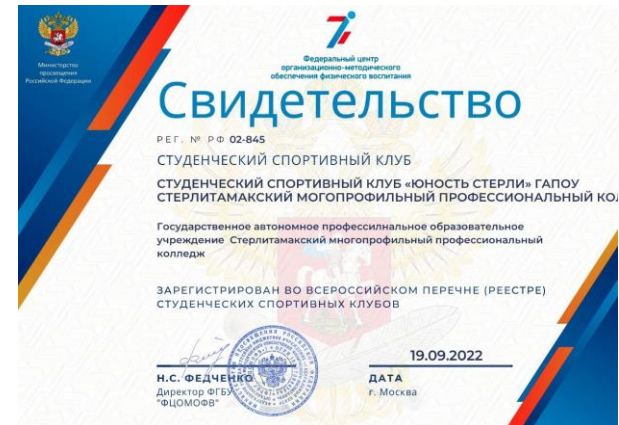 Министерство
просвещения
Российской Федерации
Федеральный центр
организационно-методического
обеспечения физического воспитания
Свидетельство
РЕГ. № РФ 02-845
СТУДЕНЧЕСКИЙ СПОРТИВНЫЙ КЛУБ
СТУДЕНЧЕСКИЙ СПОРТИВНЫЙ КЛУБ «ЮНОСТЬ СТЕРЛИ» ГАПОУ
СТЕРЛИТАМАКСКИЙ МОГОПРОФИЛЬНЫЙ ПРОФЕССИОНАЛЬНЫЙ КОЛ
Государственное автономное профессилнальное образовательное
учреждение Стерлитамакский многопрофильный профессиональный
колледж
ЗАРЕГИСТРИРОВАН ВО ВСЕРОССИЙСКОМ ПЕРЕЧНЕ (РЕЕСТРЕ)
СТУДЕНЧЕСКИХ СПОРТИВНЫХ КЛУБОВ
19.09.2022
Н.С. ФЕДЧЕНКО
ДАТА
Директор ФГБУ
г. Москва
"ФЦОМОФВ"